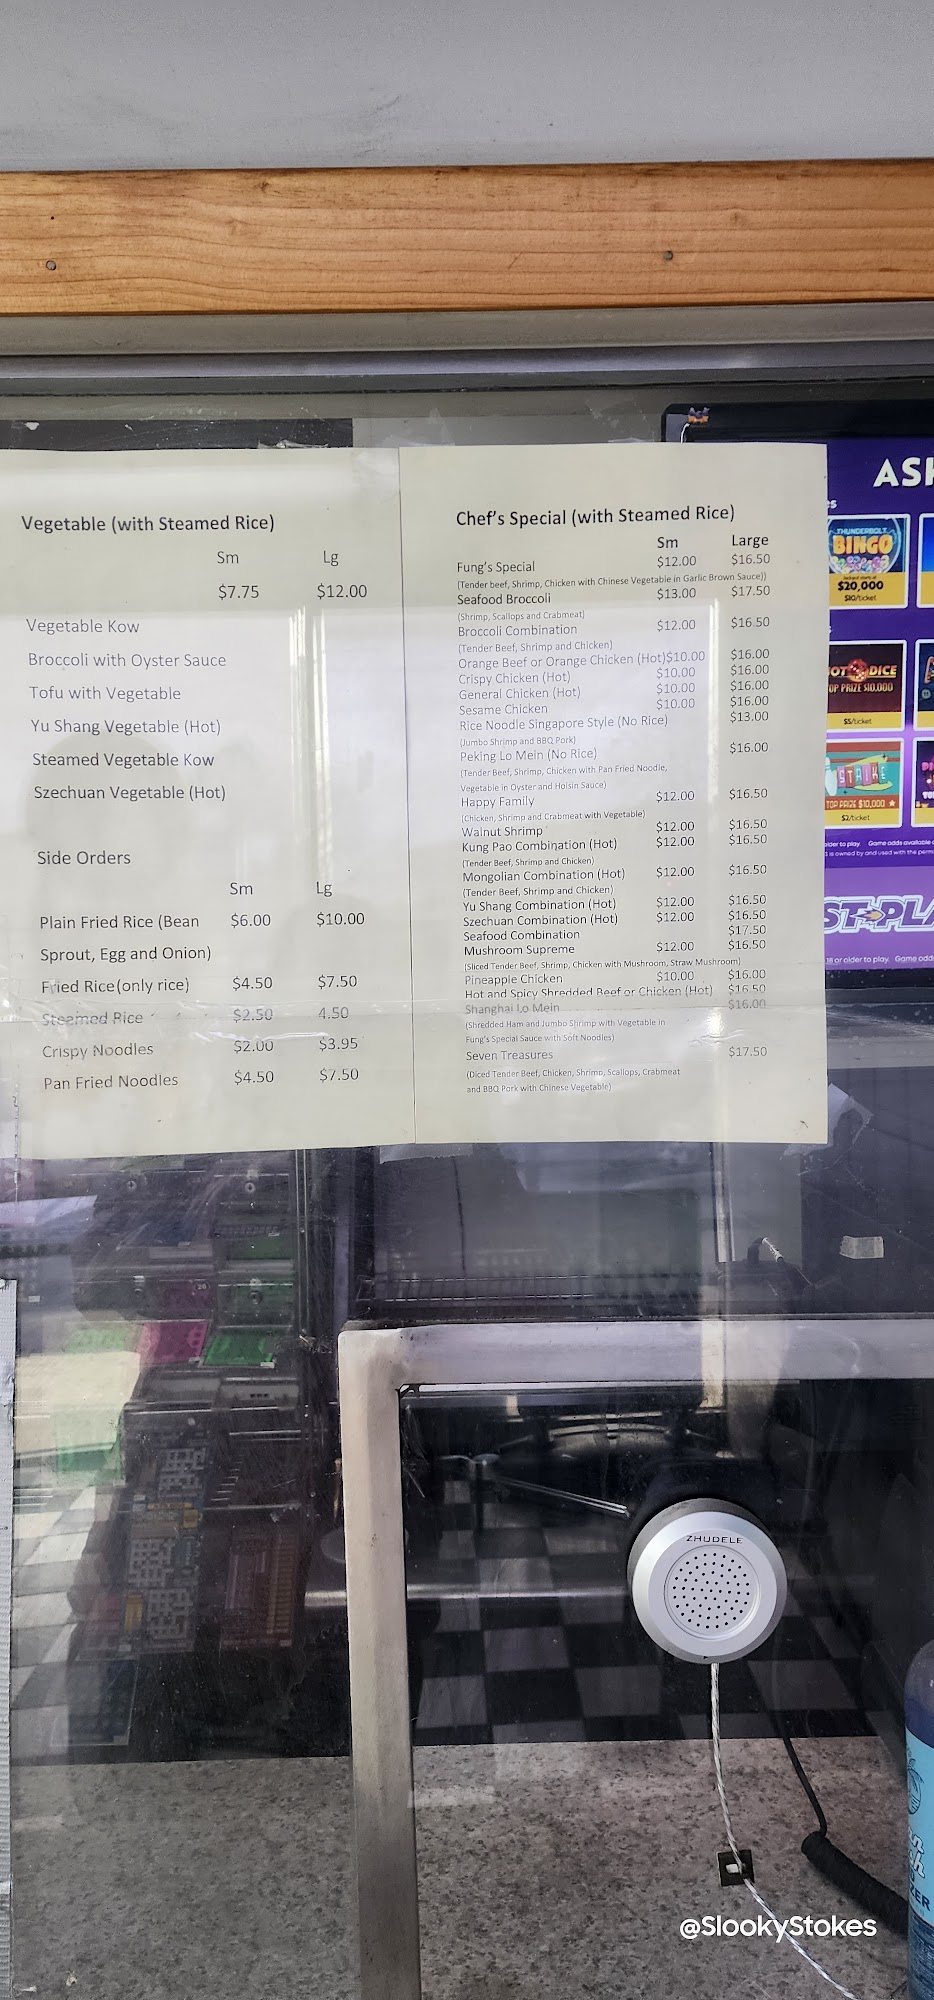 Vegetable (with Steamed Rice)
Sm Lg
$7.75 $12.00
Vegetable Kow
Broccoli with Oyster Sauce
Tofu with Vegetable
Yu Shang Vegetable (Hot)
Steamed Vegetable Kow
Szechuan Vegetable (Hot)
Side Orders
Sm Lg
Plain Fried Rice (Bean $6.00 $10.00
Sprout, Egg and Onion)
Fried Rice(only rice) $4.50 $7.50
Steamed Rice $2.50 4.50
Crispy Noodles $2.00 $3.95
Pan Fried Noodles $4.50 $7.50
Chef's Special (with Steamed Rice)
Sm Large
Fung's Special $12.00 $16.50
(Tender beef, Shrimp, Chicken with Chinese Vegetable in Garlic Brown Sauce))
Seafood Broccoli $13.00 $17.50
(Shrimp, Scallops and Crabmeat)
Broccoli Combination $12.00 $16.50
(Tender Beef, Shrimp and Chicken)
Orange Beef or Orange Chicken (Hot)$10.00 $16.00
Crispy Chicken (Hot) $10.00 $16.00
General Chicken (Hot) $10.00 $16.00
Sesame Chicken $10.00 $16.00
Rice Noodle Singapore Style (No Rice) $13.00
(Jumbo Shrimp and BBQ Pork)
Peking Lo Mein (No Rice) $16.00
(Tender Beef, Shrimp, Chicken with Pan Fried Noodle,
Vegetable in Oyster and Hoisin Sauce)
Happy Family $12.00 $16.50
(Chicken, Shrimp and Crabmeat with Vegetable)
Walnut Shrimp $12.00 $16.50
Kung Pao Combination (Hot) $12.00 $16.50
(Tender Beef, Shrimp and Chicken)
Mongolian Combination (Hot) $12.00 $16.50
(Tender Beef, Shrimp and Chicken)
Yu Shang Combination (Hot) $12.00 $16.50
Szechuan Combination (Hot) $12.00 $16.50
Seafood Combination $17.50
Mushroom Supreme $12.00 $16.50
(Sliced Tender Beef, Shrimp, Chicken with Mushroom, Straw Mushroom)
Pineapple Chicken $10.00 $16.00
Hot and Spicy Shredded Beef or Chicken (Hot) $16.50
Shanghai Lo Mein $16.00
(Shredded Ham and Jumbo Shrimp with Vegetable in
Fung's Special Sauce with Soft Noodles)
Seven Treasures $17.50
(Diced Tender Beef, Chicken, Shrimp, Scallops, Crabmeat
and BBQ Pork with Chinese Vegetable)
THUNDERBOLT
BINGO
$20,000
$10/ticket
DICE
TOP PRIZE $10,000
$5/ticket
STRIKE
TOP PRIZE $10,000
$2/ticket
ZHUDELE
@SlookyStokes